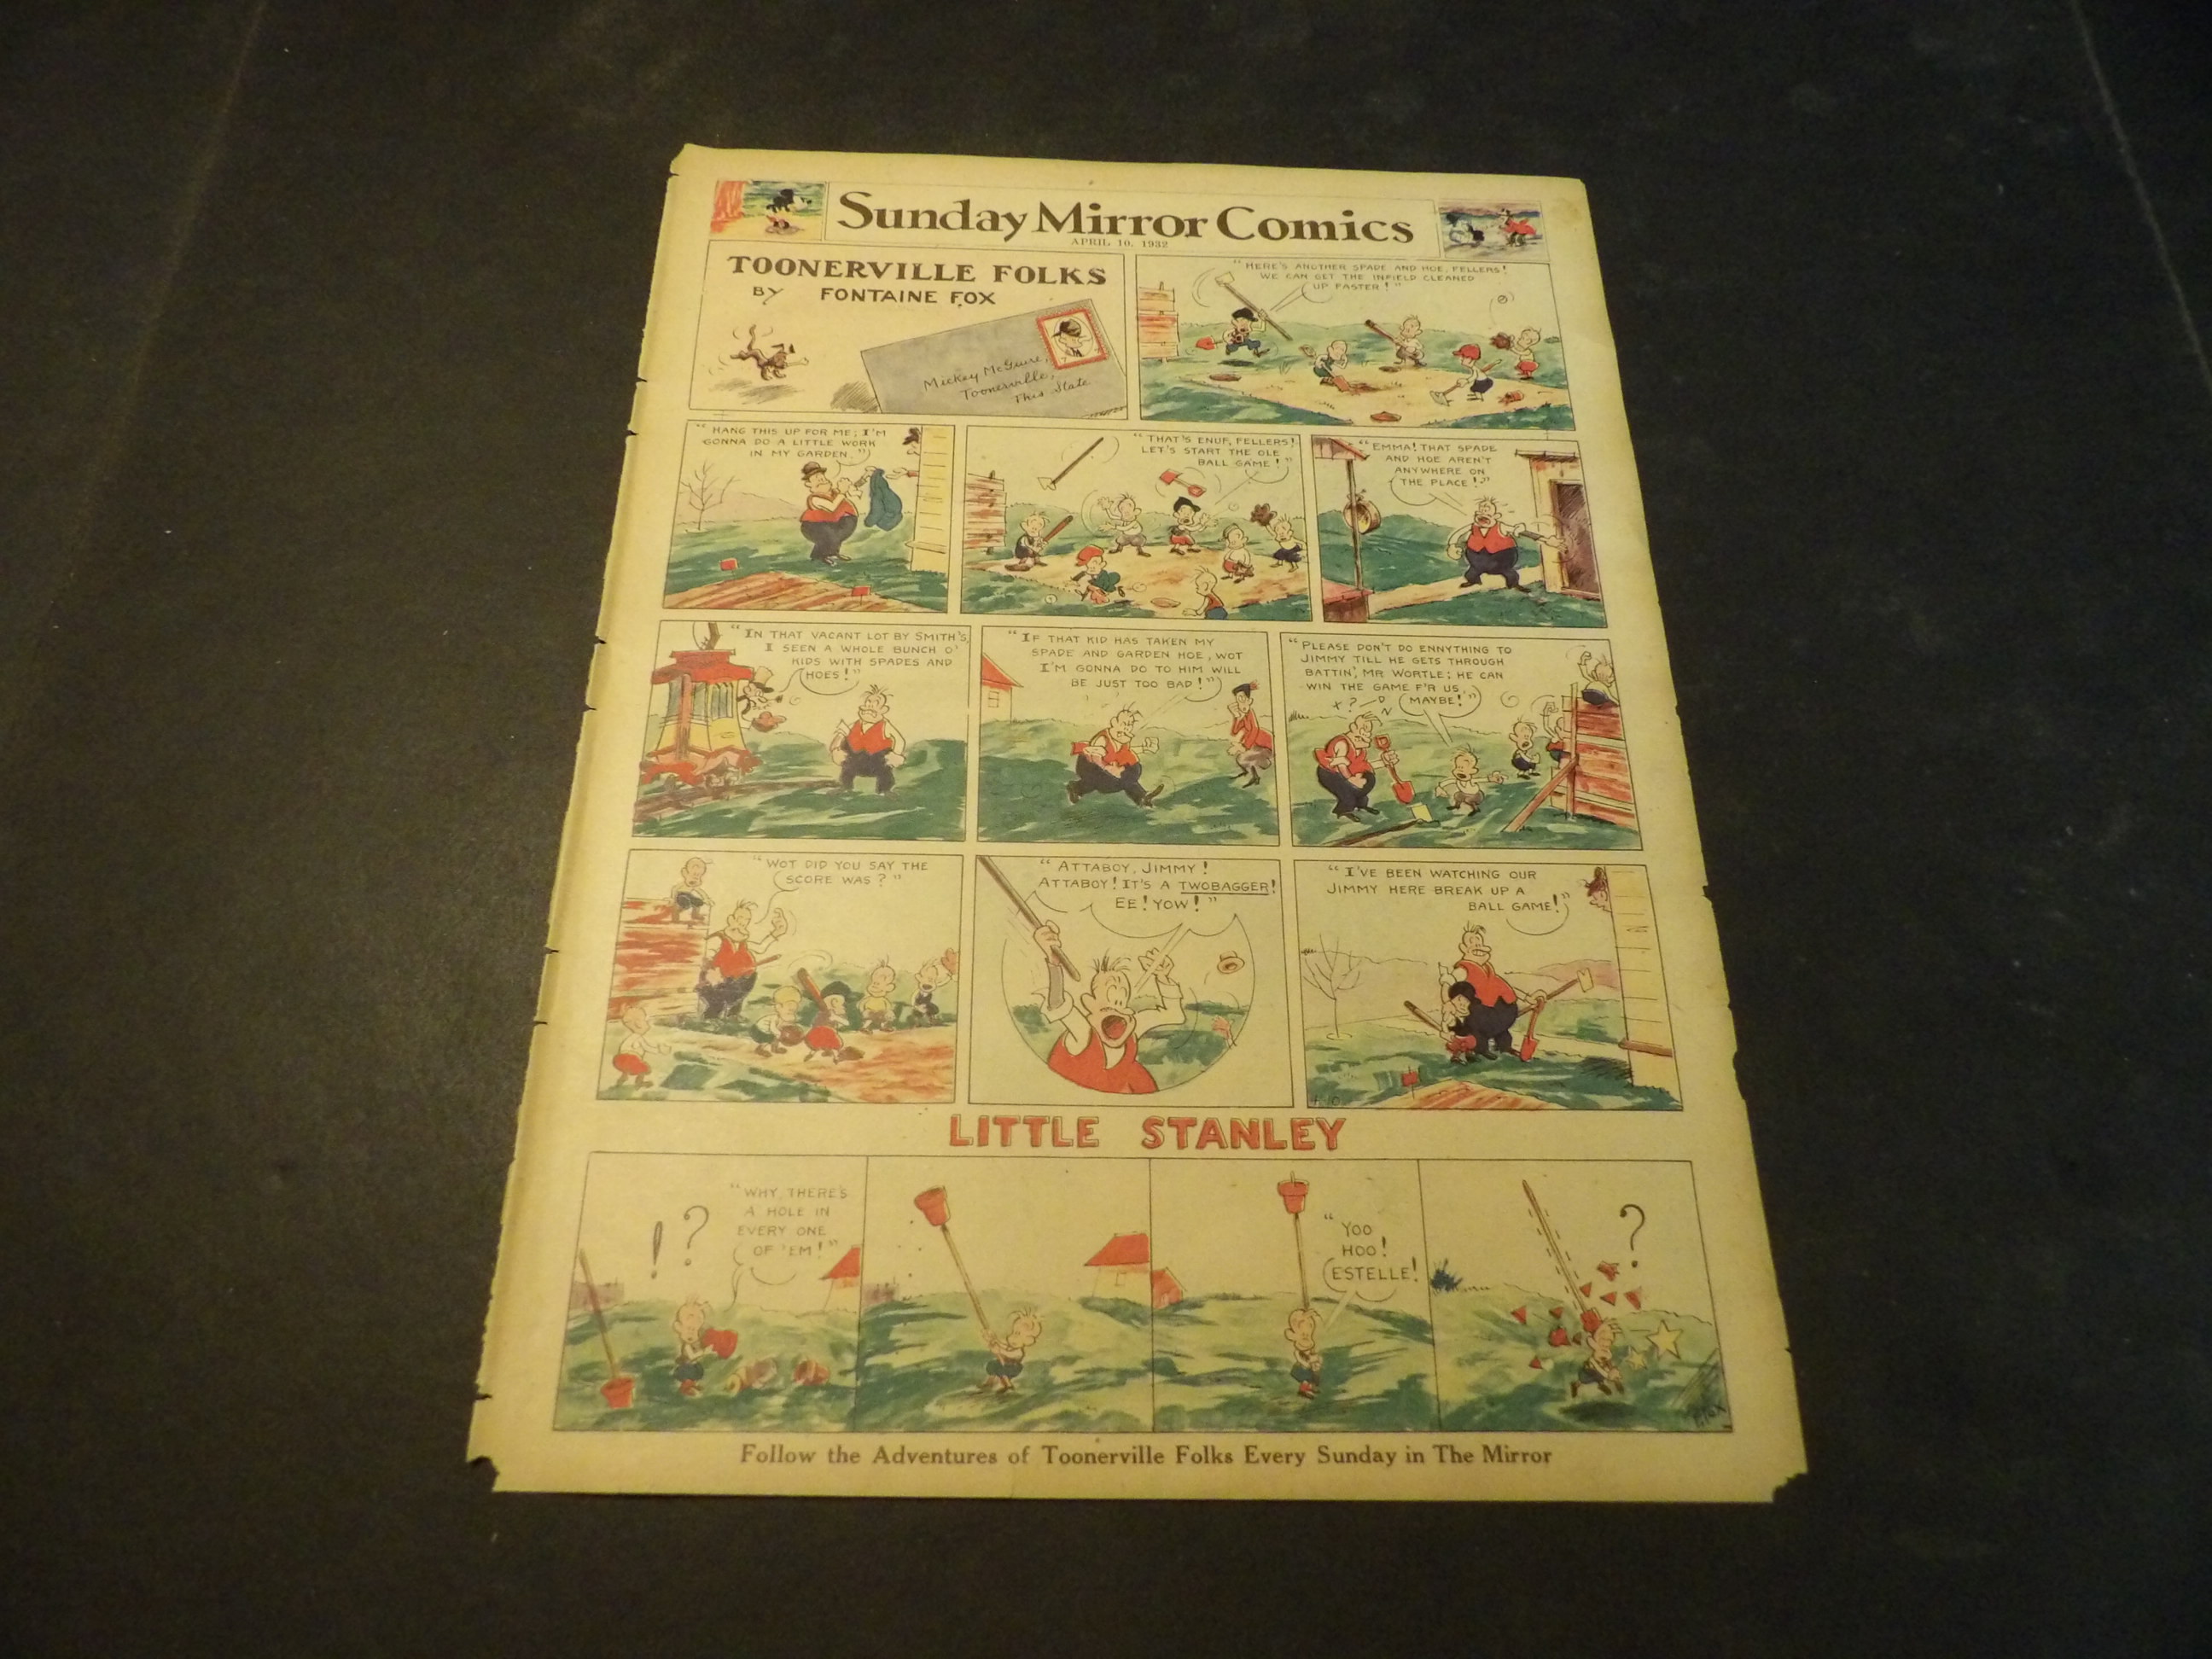 Sunday Mirror Comics
APRIL 10, 1932
TOONERVILLE FOLKS
BY FONTAINE FOX
Mickey McGuire,
Toonerville,
This State
"HERE'S ANOTHER SPADE AND HOE, FELLERS!
WE CAN GET THE INFIELD CLEANED
UP FASTER!"
"HANG THIS UP FOR ME; I'M
GONNA DO A LITTLE WORK
IN MY GARDEN."
"THAT'S ENUF, FELLERS!
LET'S START THE OLE
BALL GAME!"
"EMMA! THAT SPADE
AND HOE AREN'T
ANYWHERE ON
THE PLACE!"
"IN THAT VACANT LOT BY SMITH'S,
I SEEN A WHOLE BUNCH O'
KIDS WITH SPADES AND
HOES!"
"IF THAT KID HAS TAKEN MY
SPADE AND GARDEN HOE, WOT
I'M GONNA DO TO HIM WILL
BE JUST TOO BAD!"
"PLEASE DON'T DO ENNYTHING TO
JIMMY TILL HE GETS THROUGH
BATTIN', MR WORTLE; HE CAN
WIN THE GAME F'R US,
MAYBE!"
"WOT DID YOU SAY THE
SCORE WAS?"
"ATTABOY, JIMMY!
ATTABOY! IT'S A TWOBAGGER!
EE! YOW!"
"I'VE BEEN WATCHING OUR
JIMMY HERE BREAK UP A
BALL GAME!"
LITTLE STANLEY
!?
"WHY, THERE'S
A HOLE IN
EVERY ONE
OF 'EM!"
"YOO
HOO!
ESTELLE!
?
Follow the Adventures of Toonerville Folks Every Sunday in The Mirror